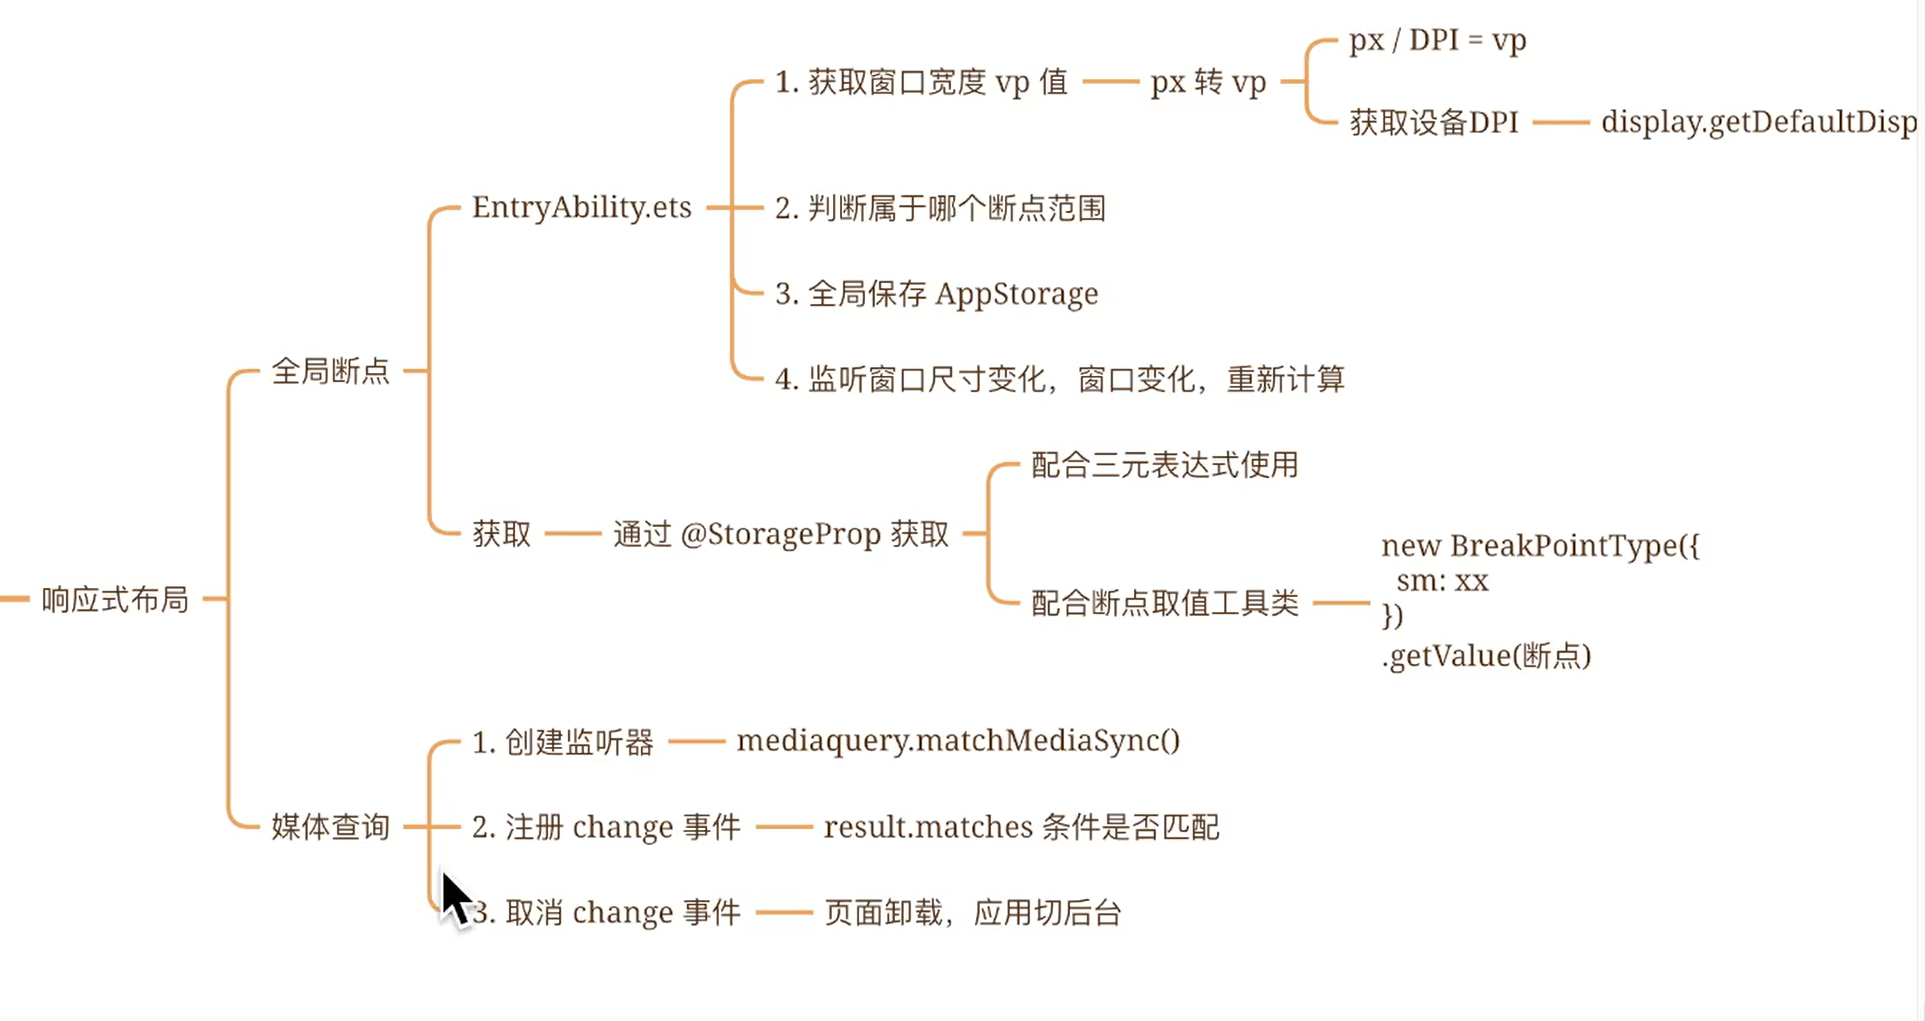 响应式布局
全局断点
EntryAbility.ets
1. 获取窗口宽度 vp 值
px 转 vp
px / DPI = vp
获取设备DPI
display.getDefaultDisp
2. 判断属于哪个断点范围
3. 全局保存 AppStorage
4. 监听窗口尺寸变化，窗口变化，重新计算
获取
通过 @StorageProp 获取
配合三元表达式使用
配合断点取值工具类
new BreakPointType({
sm: xx
})
.getValue(断点)
媒体查询
1. 创建监听器
mediaquery.matchMediaSync()
2. 注册 change 事件
result.matches 条件是否匹配
3. 取消 change 事件
页面卸载，应用切后台